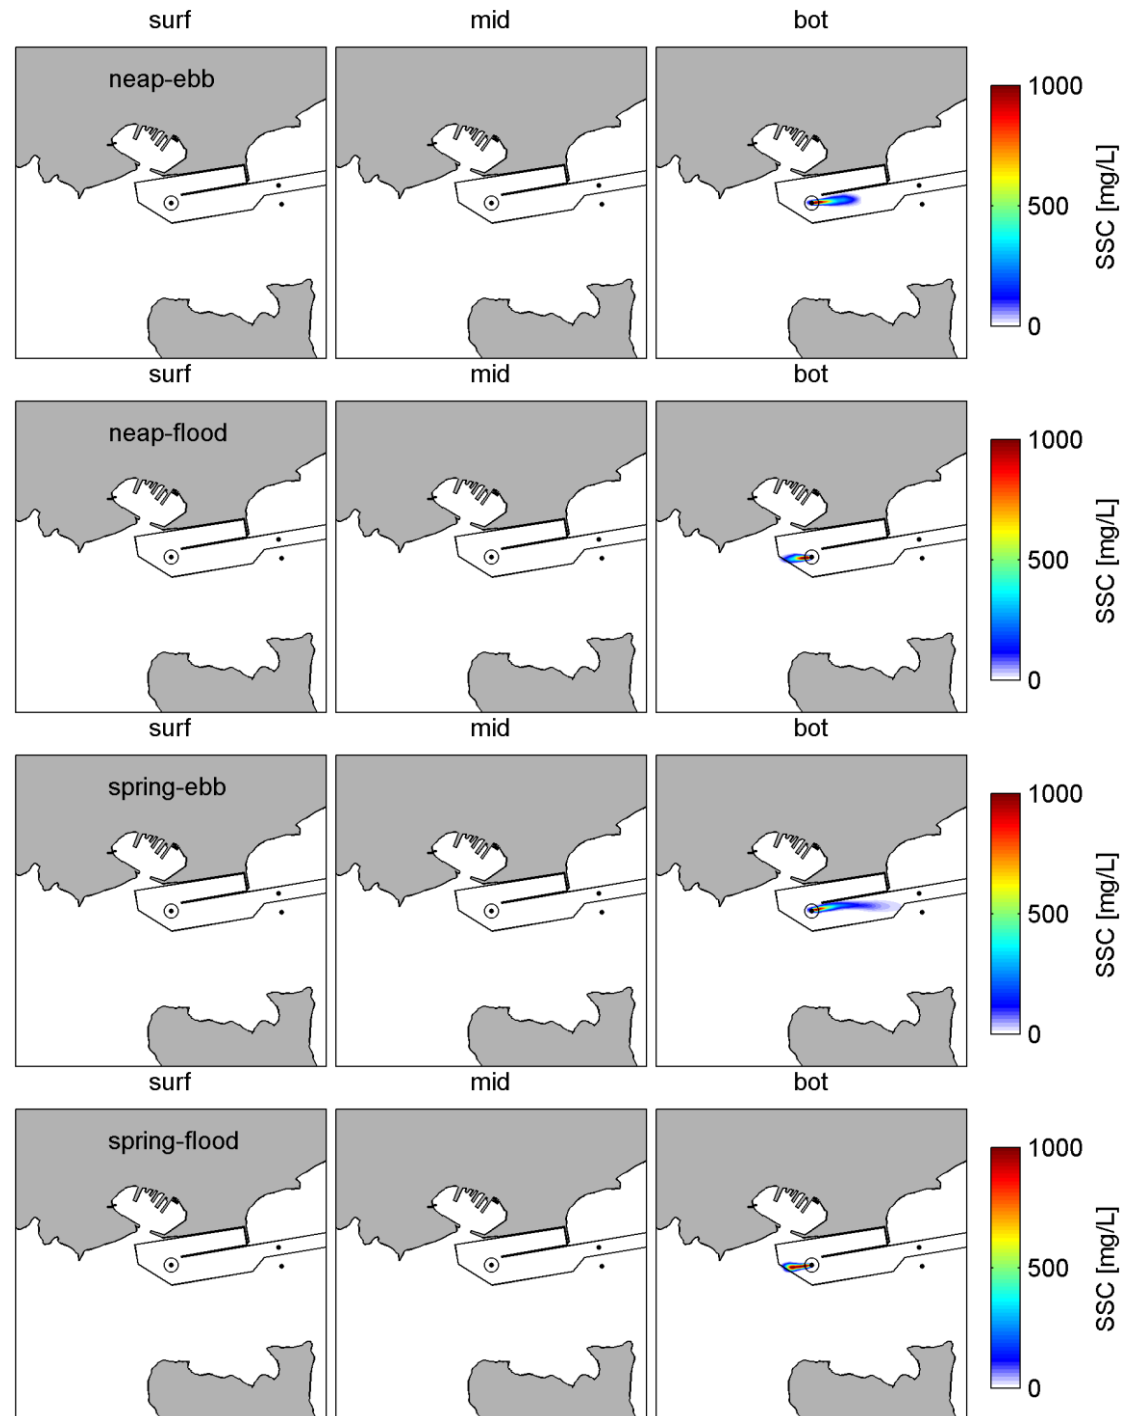 surf mid bot
neap-ebb
1000
500
0
SSC [mg/L]
surf mid bot
neap-flood
1000
500
0
SSC [mg/L]
surf mid bot
spring-ebb
1000
500
0
SSC [mg/L]
surf mid bot
spring-flood
1000
500
0
SSC [mg/L]